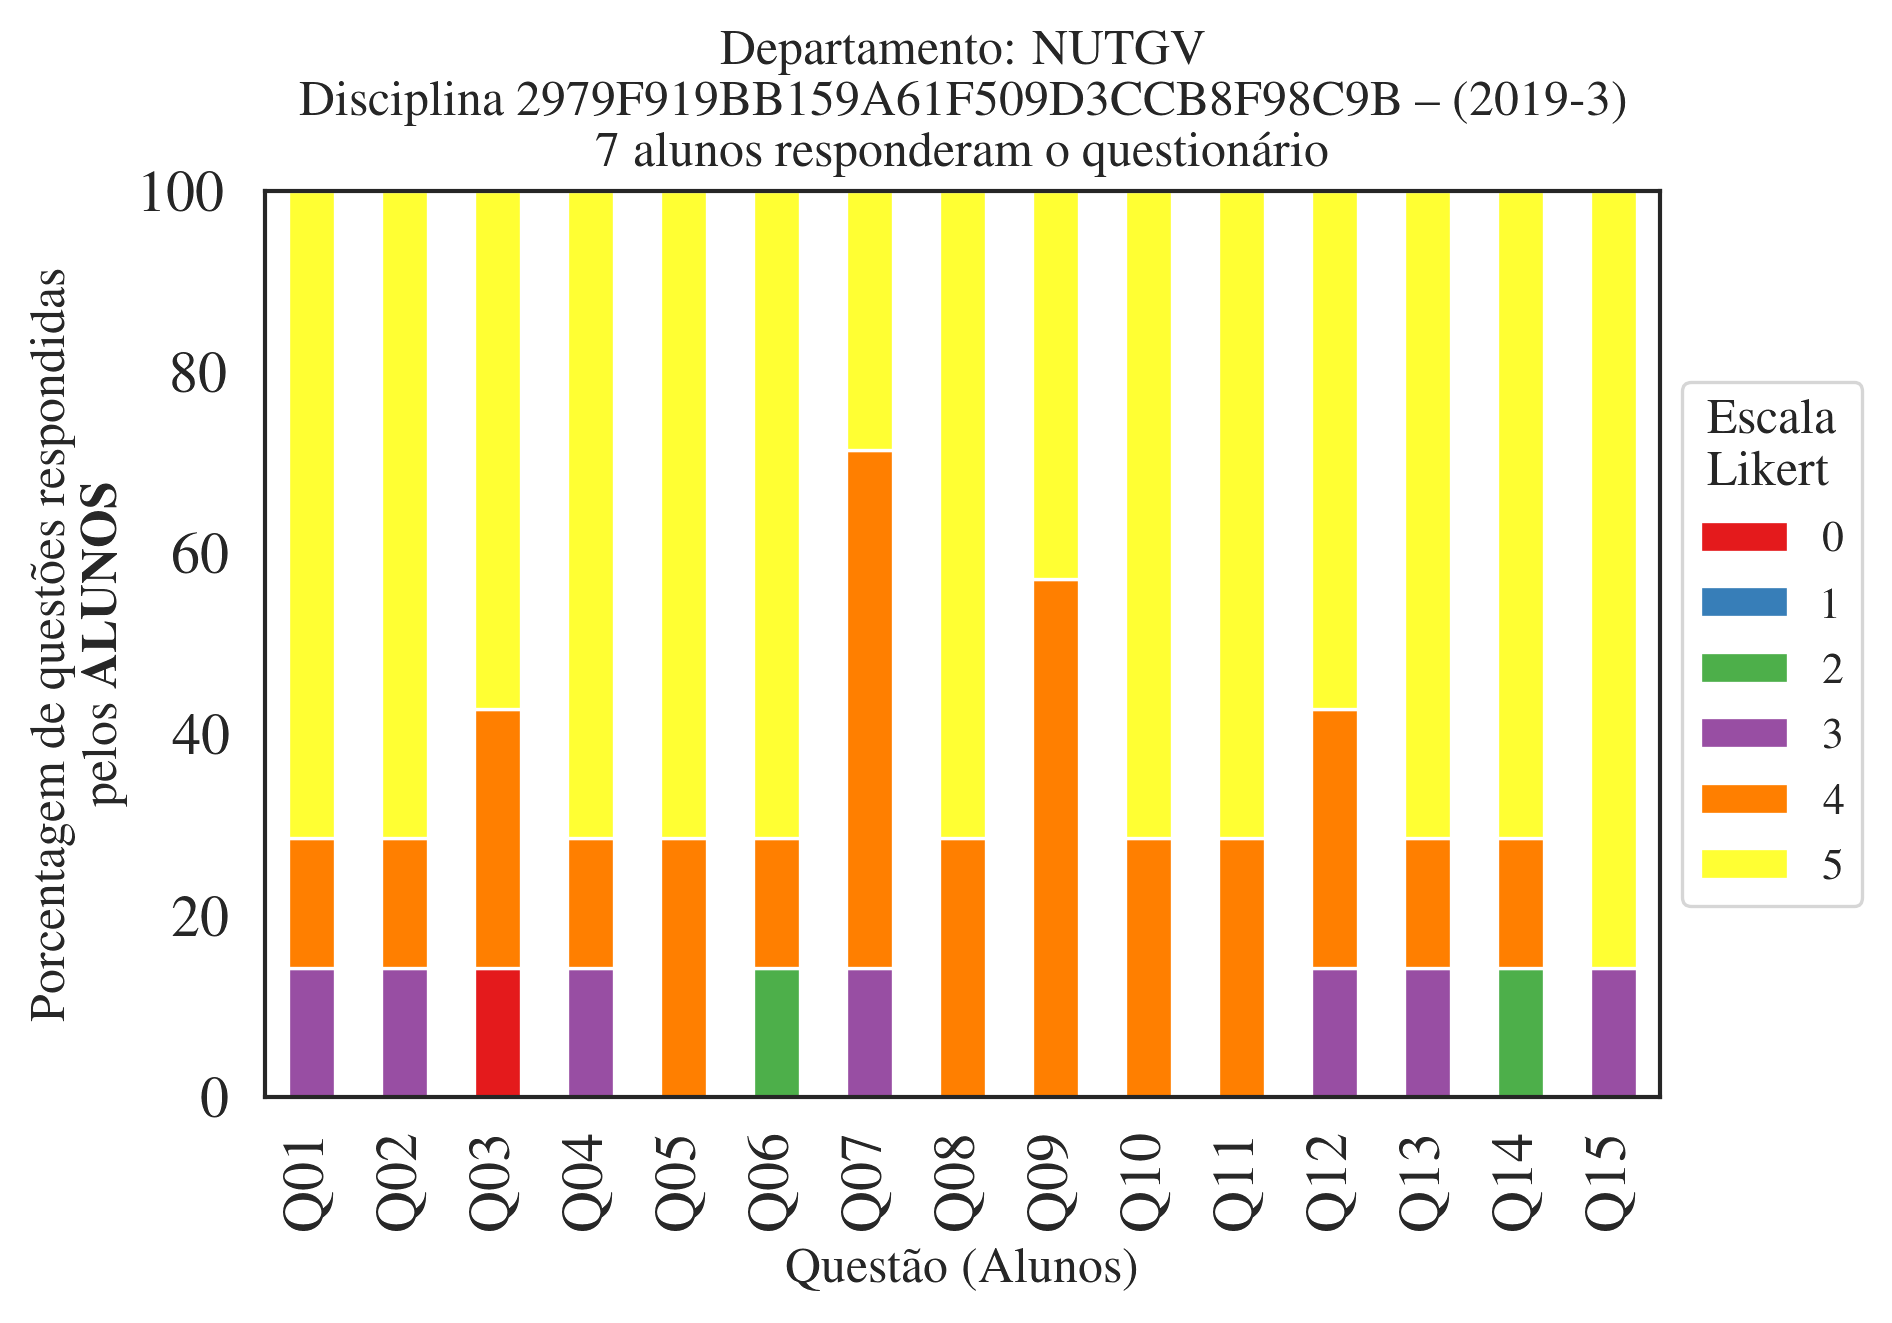 Departamento: NUTGV
Disciplina 2979F919BB159A61F509D3CCB8F98C9B – (2019-3)
7 alunos responderam o questionário
Porcentagem de questões respondidas
pelos ALUNOS
100
80
60
40
20
0
Q01
Q02
Q03
Q04
Q05
Q06
Q07
Q08
Q09
Q10
Q11
Q12
Q13
Q14
Q15
Questão (Alunos)
Escala
Likert
0
1
2
3
4
5